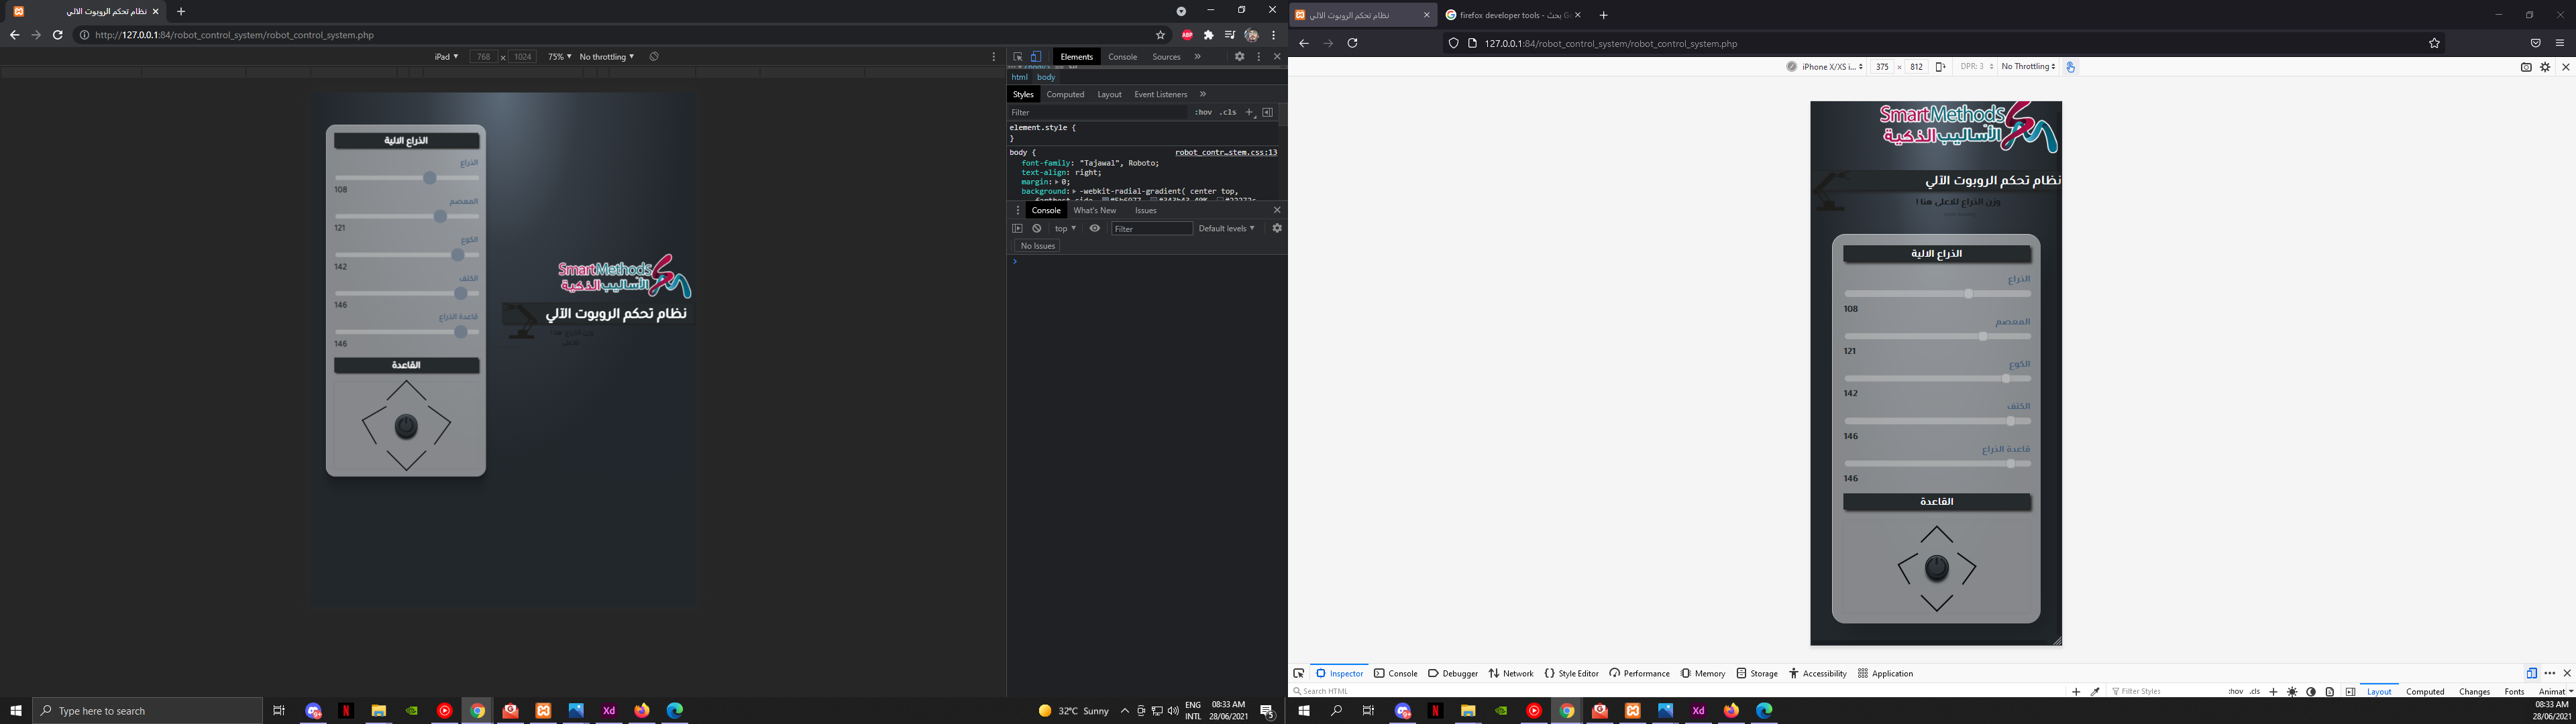 نظام تحكم الروبوت الالي
http://127.0.0.1:84/robot_control_system/robot_control_system.php
iPad 768 x 1024 75% No throttling
Elements Console Sources
html body
Styles Computed Layout Event Listeners
Filter :hov .cls
element.style {
}
body { robot_contr…stem.css:13
font-family: "Tajawal", Roboto;
text-align: right;
margin: 0;
background: -webkit-radial-gradient( center top,
Console What's New Issues
top Filter Default levels
No Issues
الذراع الالية
الذراع
108
المعصم
121
الكوع
142
الكتف
146
قاعدة الذراع
146
القاعدة
SmartMethods
الأساليب الذكية
نظام تحكم الروبوت الآلي
Type here to search
32°C Sunny
ENG
INTL
08:33 AM
28/06/2021
5
نظام تحكم الروبوت الالي
firefox developer tools - بحث Go
127.0.0.1:84/robot_control_system/robot_control_system.php
iPhone X/XS i... 375 × 812 DPR: 3 No Throttling
SmartMethods
الأساليب الذكية
نظام تحكم الروبوت الآلي
وزن الذراع للاعلى هنا !
الذراع الالية
الذراع
108
المعصم
121
الكوع
142
الكتف
146
قاعدة الذراع
146
القاعدة
Inspector Console Debugger Network Style Editor Performance Memory Storage Accessibility Application
Search HTML
Filter Styles :hov .cls
Layout Computed Changes Fonts Animat
08:33 AM
28/06/2021